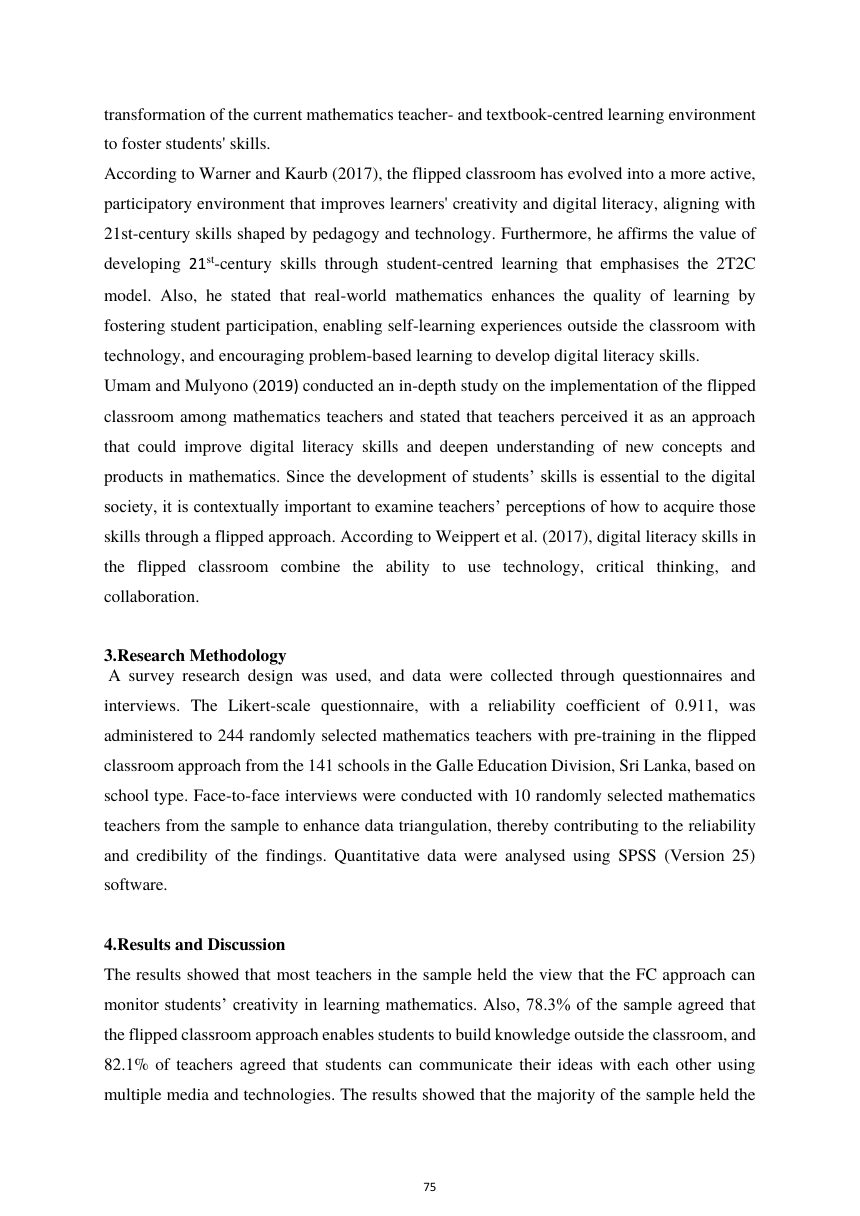 transformation of the current mathematics teacher- and textbook-centred learning environment
to foster students' skills.
According to Warner and Kaurb (2017), the flipped classroom has evolved into a more active,
participatory environment that improves learners' creativity and digital literacy, aligning with
21st-century skills shaped by pedagogy and technology. Furthermore, he affirms the value of
developing 21st-century skills through student-centred learning that emphasises the 2T2C
model. Also, he stated that real-world mathematics enhances the quality of learning by
fostering student participation, enabling self-learning experiences outside the classroom with
technology, and encouraging problem-based learning to develop digital literacy skills.
Umam and Mulyono (2019) conducted an in-depth study on the implementation of the flipped
classroom among mathematics teachers and stated that teachers perceived it as an approach
that could improve digital literacy skills and deepen understanding of new concepts and
products in mathematics. Since the development of students’ skills is essential to the digital
society, it is contextually important to examine teachers’ perceptions of how to acquire those
skills through a flipped approach. According to Weippert et al. (2017), digital literacy skills in
the flipped classroom combine the ability to use technology, critical thinking, and
collaboration.
3.Research Methodology
A survey research design was used, and data were collected through questionnaires and
interviews. The Likert-scale questionnaire, with a reliability coefficient of 0.911, was
administered to 244 randomly selected mathematics teachers with pre-training in the flipped
classroom approach from the 141 schools in the Galle Education Division, Sri Lanka, based on
school type. Face-to-face interviews were conducted with 10 randomly selected mathematics
teachers from the sample to enhance data triangulation, thereby contributing to the reliability
and credibility of the findings. Quantitative data were analysed using SPSS (Version 25)
software.
4.Results and Discussion
The results showed that most teachers in the sample held the view that the FC approach can
monitor students’ creativity in learning mathematics. Also, 78.3% of the sample agreed that
the flipped classroom approach enables students to build knowledge outside the classroom, and
82.1% of teachers agreed that students can communicate their ideas with each other using
multiple media and technologies. The results showed that the majority of the sample held the
75